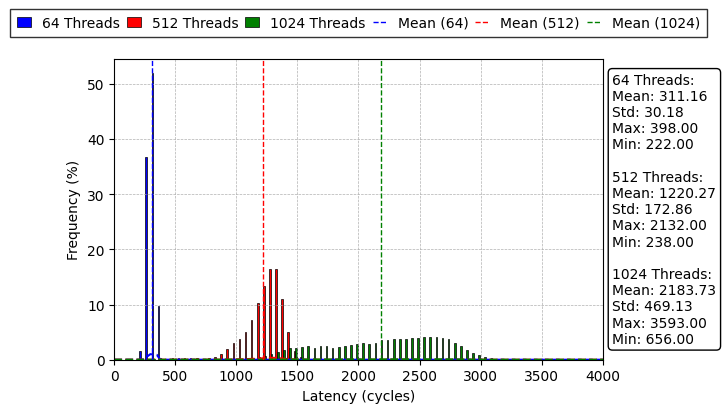 64 Threads 512 Threads 1024 Threads Mean (64) Mean (512) Mean (1024)
50
40
30
20
10
0
Frequency (%)
0 500 1000 1500 2000 2500 3000 3500 4000
Latency (cycles)
64 Threads:
Mean: 311.16
Std: 30.18
Max: 398.00
Min: 222.00
512 Threads:
Mean: 1220.27
Std: 172.86
Max: 2132.00
Min: 238.00
1024 Threads:
Mean: 2183.73
Std: 469.13
Max: 3593.00
Min: 656.00